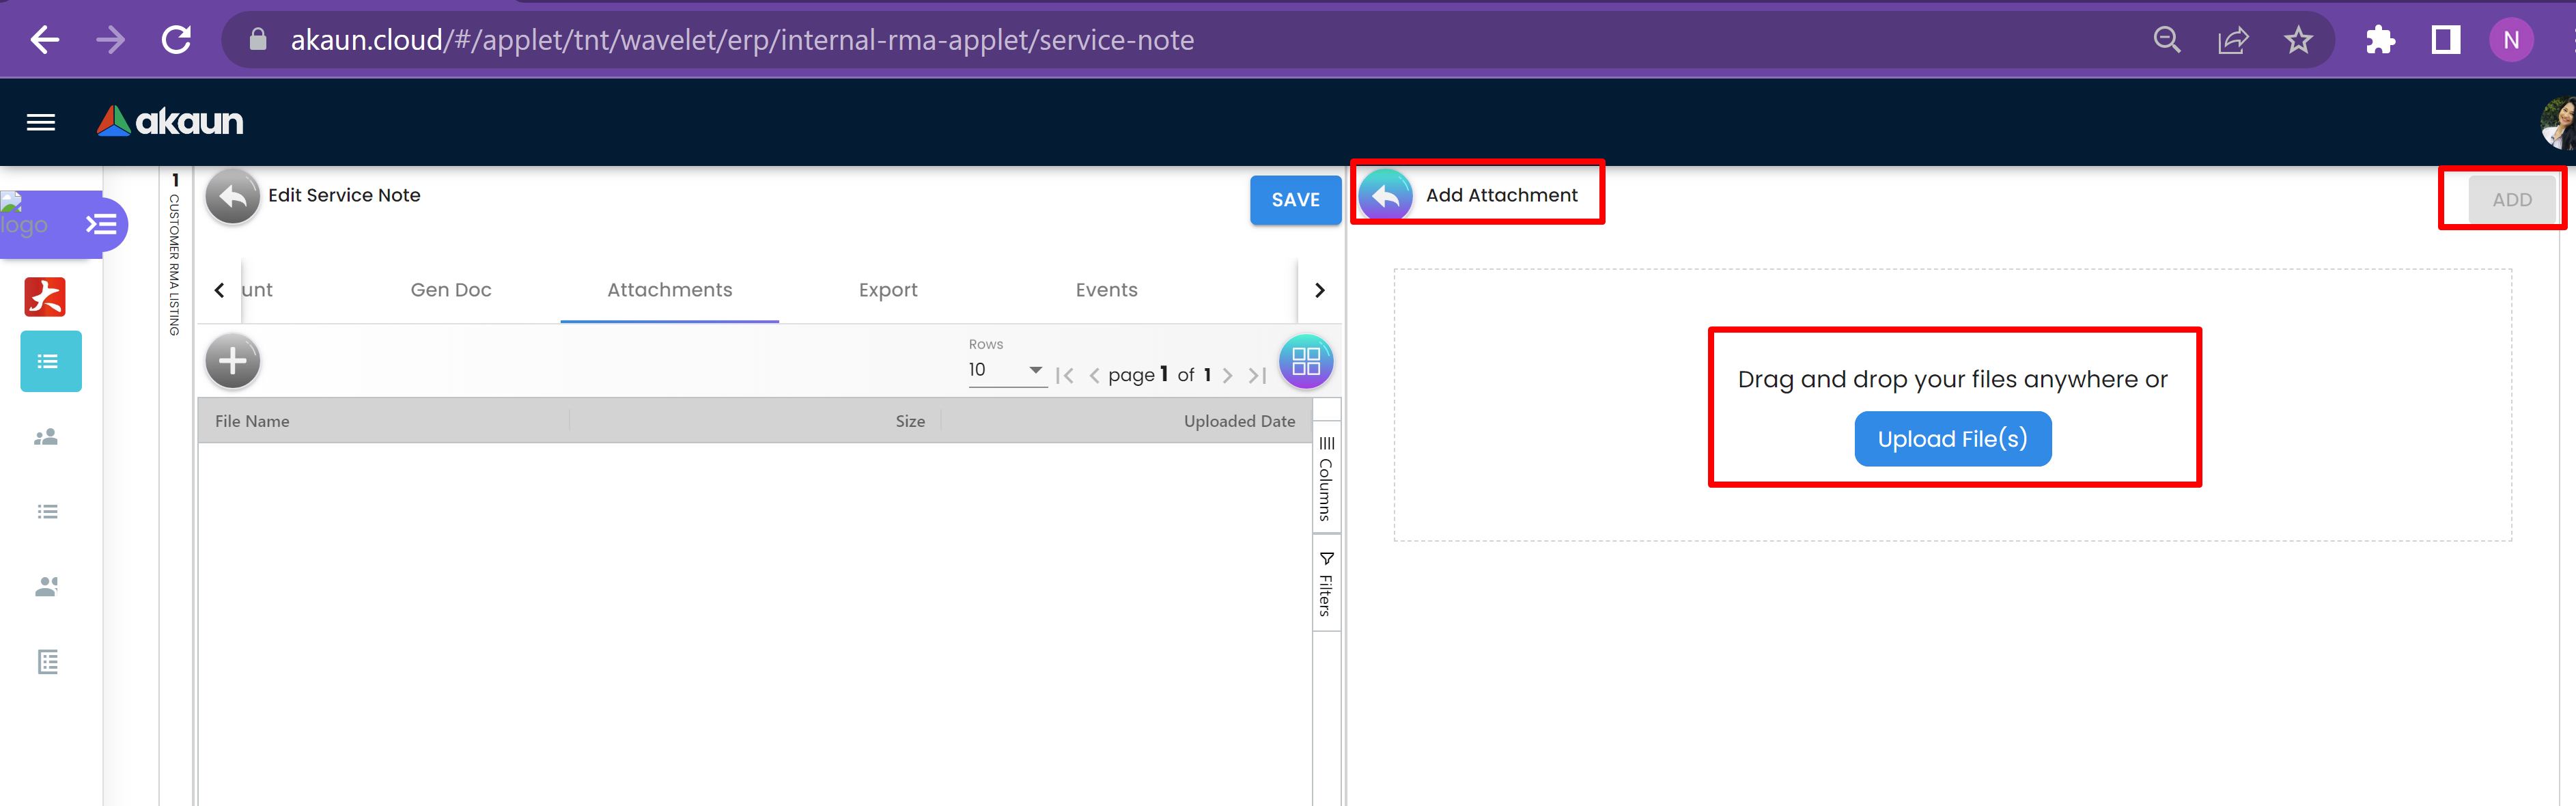 akaun.cloud/#/applet/tnt/wavelet/erp/internal-rma-applet/service-note
N
akaun
logo
1
CUSTOMER RMA LISTING
Edit Service Note
SAVE
unt
Gen Doc
Attachments
Export
Events
Rows
10
page 1 of 1
File Name
Size
Uploaded Date
Columns
Filters
Add Attachment
ADD
Drag and drop your files anywhere or
Upload File(s)